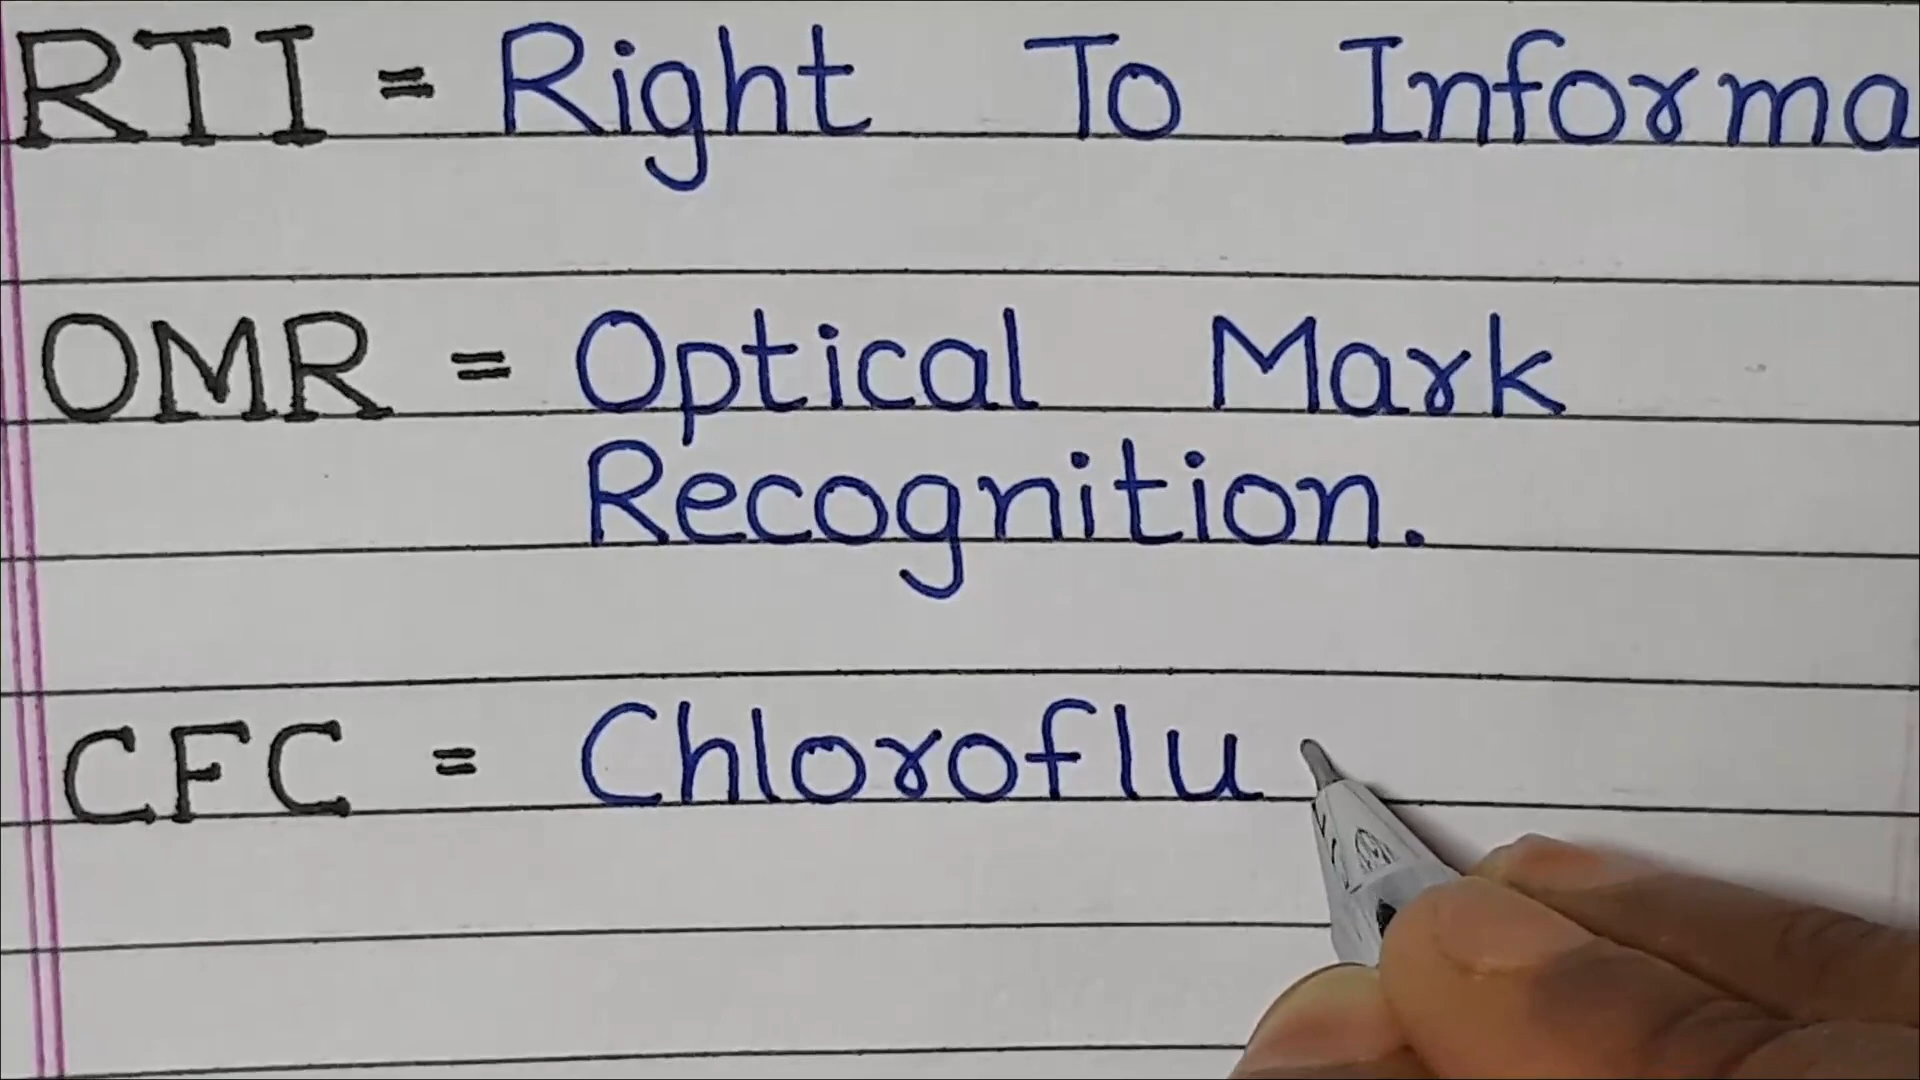 RTI = Right To Informa
OMR = Optical Mark
Recognition.
CFC = Chloroflu